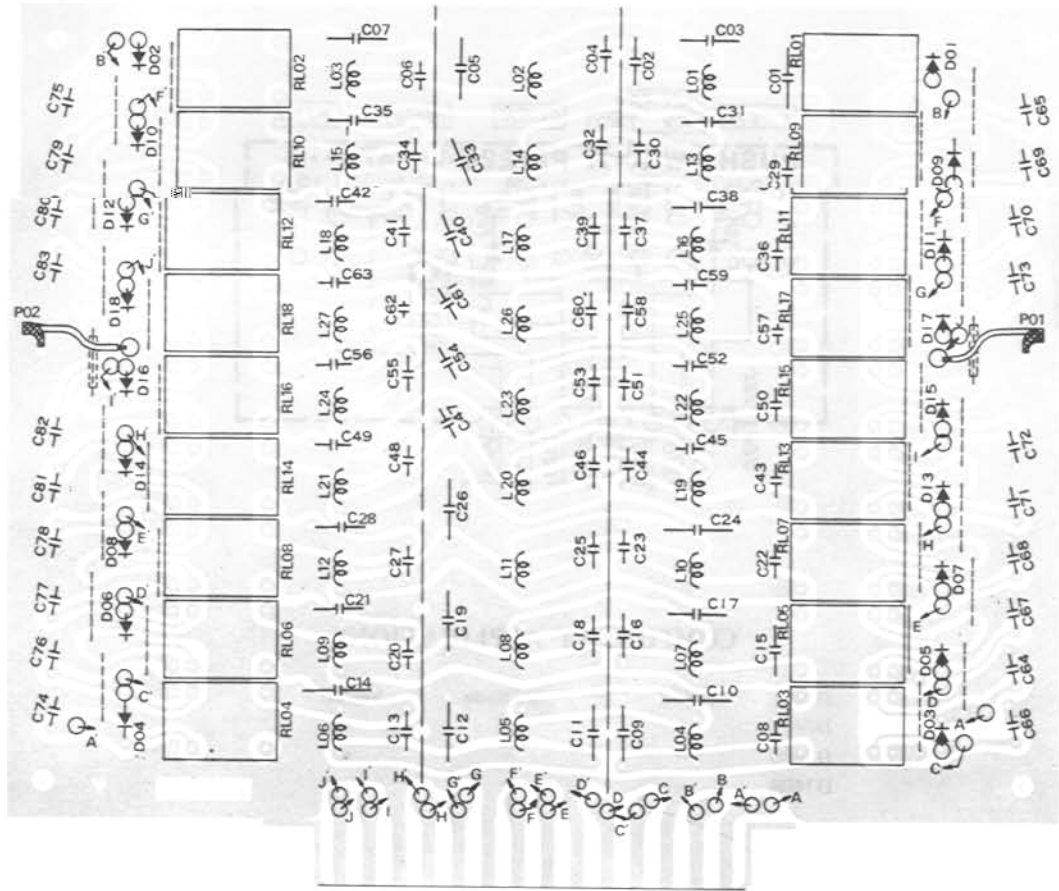 C07 C03
B D02 RL02 L03 C06 C05 L02 C04 C02 L01 C01 RL01 D01
C75 F' C35 C31 B C65
C79 D10 RL10 L15 C34 C33 L14 C32 C30 L13 C29 RL09 D09 C69
C42 C38 F
C80 D12 G' RL12 L18 C41 C40 L17 C39 C37 L16 C36 RL11 D11 C70
C83 J' C63 C59 G C73
D18 RL18 L27 C62 C61 L26 C60 C58 L25 C57 RL17 D17
P02 P01
C56 C52
D16 RL16 L24 C55 C54 L23 C53 C51 L22 C50 RL15 D15
C82 H' C49 C47 C45 C72
C81 D14 RL14 L21 C48 L20 C46 C44 L19 C43 RL13 D13 C71
C78 E' C28 C26 C24 H C68
D08 RL08 L12 C27 L11 C25 C23 L10 C22 RL07 D07
C77 D06 D' C21 C19 C17 E C67
C76 RL06 L09 C20 L08 C18 C16 L07 C15 RL05 D05 C64
C74 C' C14 C10 D C66
A' D04 RL04 L06 C13 C12 L05 C11 C09 L04 C08 RL03 D03 A
C
J' I' H' G' G F' E' D' D C B' B A' A
J I H F E C'